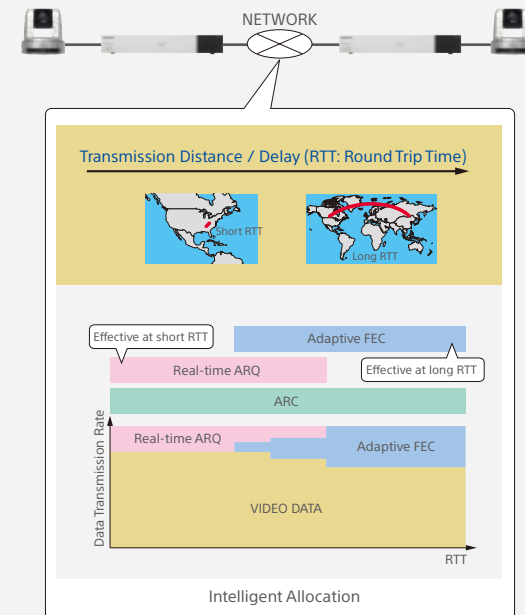 NETWORK
Transmission Distance / Delay (RTT: Round Trip Time)
Short RTT
Long RTT
Effective at short RTT
Adaptive FEC
Real-time ARQ
Effective at long RTT
ARC
Data Transmission Rate
Real-time ARQ
Adaptive FEC
VIDEO DATA
RTT
Intelligent Allocation